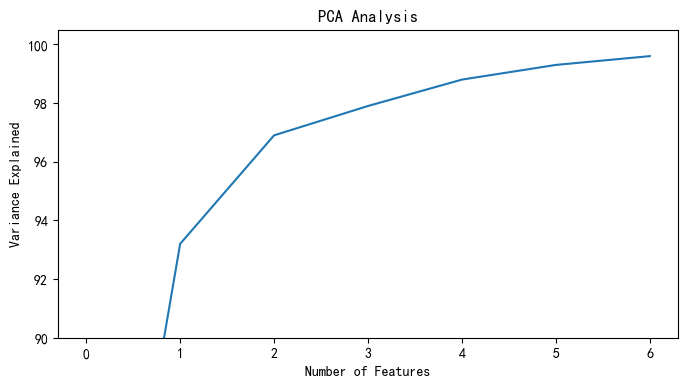 PCA Analysis
100
98
96
94
92
90
Variance Explained
0 1 2 3 4 5 6
Number of Features